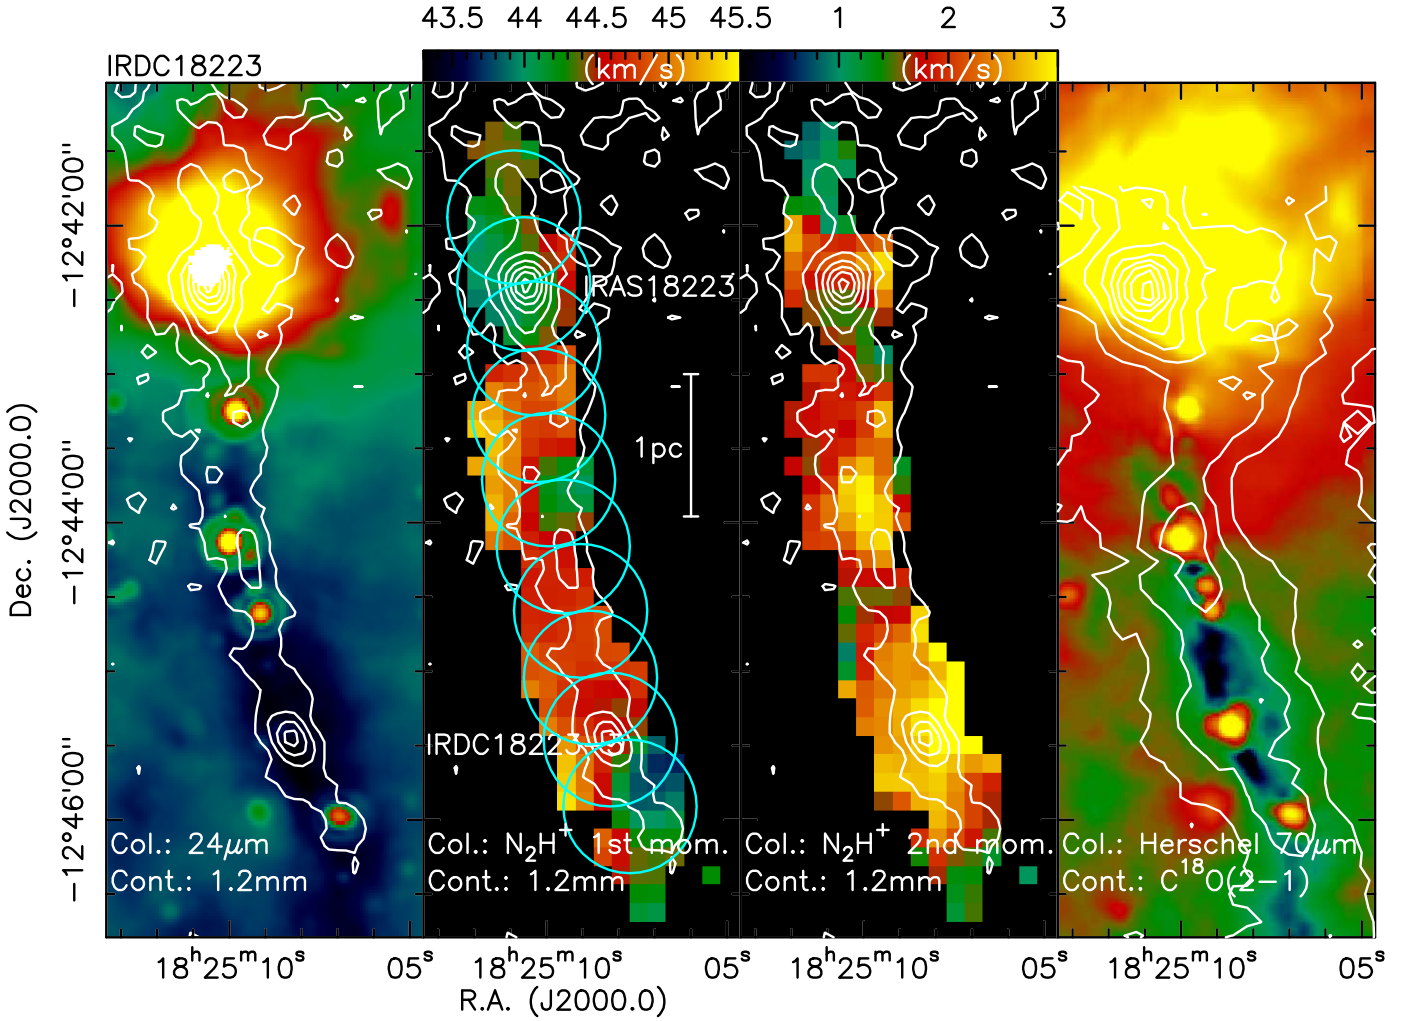 43.5 44 44.5 45 45.5 1 2 3
IRDC18223
(km/s) (km/s)
−12°42'00"
IRAS18223
1pc
−12°44'00"
Dec. (J2000.0)
IRDC18223
−12°46'00"
Col.: 24μm
Cont.: 1.2mm
Col.: N₂H⁺ 1st mom.
Cont.: 1.2mm
Col.: N₂H⁺ 2nd mom.
Cont.: 1.2mm
Col.: Herschel 70μm
Cont.: C¹⁸O(2−1)
18ʰ25ᵐ10ˢ 05ˢ 18ʰ25ᵐ10ˢ 05ˢ 18ʰ25ᵐ10ˢ 05ˢ 18ʰ25ᵐ10ˢ 05ˢ
R.A. (J2000.0)